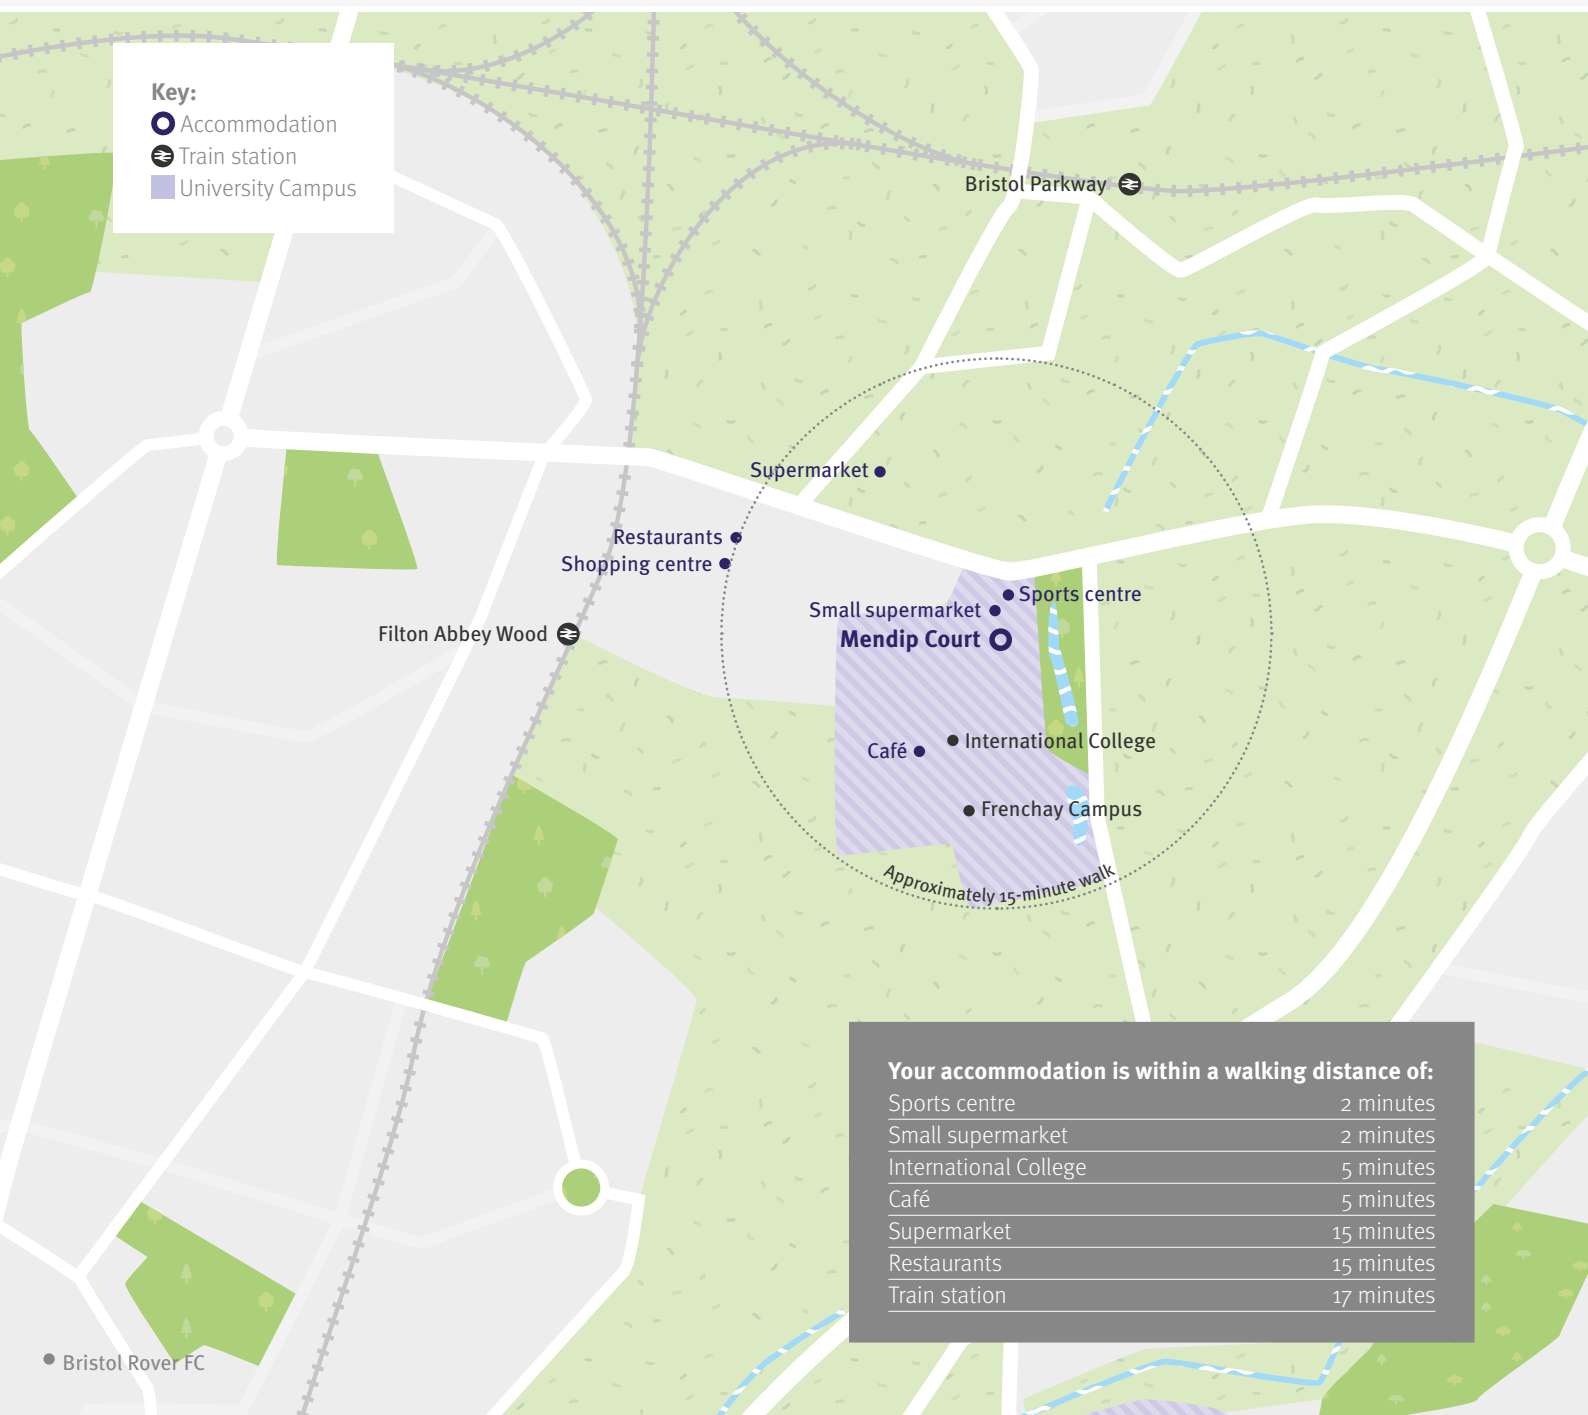 Key:
Accommodation
Train station
University Campus
Bristol Parkway
Supermarket
Restaurants
Shopping centre
Sports centre
Small supermarket
Filton Abbey Wood
Mendip Court
International College
Café
Frenchay Campus
Approximately 15-minute walk
Your accommodation is within a walking distance of:
Sports centre 2 minutes
Small supermarket 2 minutes
International College 5 minutes
Café 5 minutes
Supermarket 15 minutes
Restaurants 15 minutes
Train station 17 minutes
Bristol Rover FC